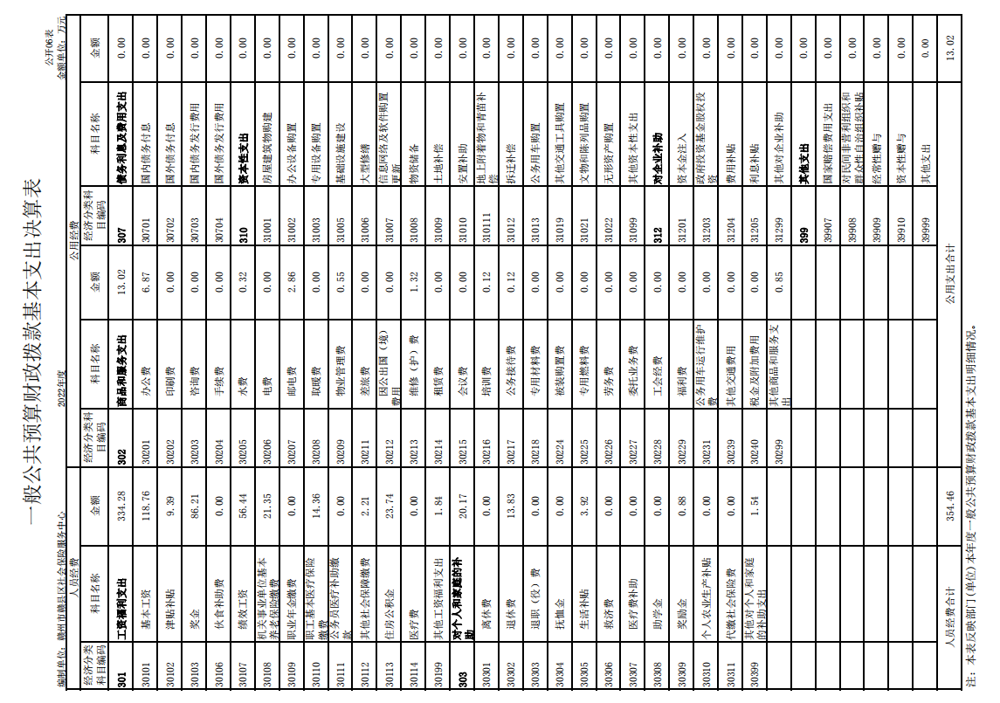 一般公共预算财政拨款基本支出决算表
公开06表
编制单位：赣州市赣县区社会保险服务中心 2022年度 金额单位：万元
人员经费 公用经费
经济分类科目编码 科目名称 金额 经济分类科目编码 科目名称 金额 经济分类科目编码 科目名称 金额
301 工资福利支出 334.28 302 商品和服务支出 13.02 307 债务利息及费用支出 0.00
30101 基本工资 118.76 30201 办公费 6.87 30701 国内债务付息 0.00
30102 津贴补贴 9.39 30202 印刷费 0.00 30702 国外债务付息 0.00
30103 奖金 86.21 30203 咨询费 0.00 30703 国内债务发行费用 0.00
30106 伙食补助费 0.00 30204 手续费 0.00 30704 国外债务发行费用 0.00
30107 绩效工资 56.44 30205 水费 0.32 310 资本性支出 0.00
30108 机关事业单位基本养老保险缴费 21.35 30206 电费 0.00 31001 房屋建筑物购建 0.00
30109 职业年金缴费 0.00 30207 邮电费 2.86 31002 办公设备购置 0.00
30110 职工基本医疗保险缴费 14.36 30208 取暖费 0.00 31003 专用设备购置 0.00
30111 公务员医疗补助缴款 0.00 30209 物业管理费 0.55 31005 基础设施建设 0.00
30112 其他社会保障缴费 2.21 30211 差旅费 0.00 31006 大型修缮 0.00
30113 住房公积金 23.74 30212 因公出国（境）费用 0.00 31007 信息网络及软件购置更新 0.00
30114 医疗费 0.00 30213 维修（护）费 1.32 31008 物资储备 0.00
30199 其他工资福利支出 1.84 30214 租赁费 0.00 31009 土地补偿 0.00
303 对个人和家庭的补助 20.17 30215 会议费 0.00 31010 安置补助 0.00
30301 离休费 0.00 30216 培训费 0.12 310111 地上附着物和青苗补偿 0.00
30302 退休费 13.83 30217 公务接待费 0.12 31012 拆迁补偿 0.00
30303 退职（役）费 0.00 30218 专用材料费 0.00 31013 公务用车购置 0.00
30304 抚恤金 0.00 30224 被装购置费 0.00 31019 其他交通工具购置 0.00
30305 生活补贴 3.92 30225 专用燃料费 0.00 31021 文物和陈列品购置 0.00
30306 救济费 0.00 30226 劳务费 0.00 31022 无形资产购置 0.00
30307 医疗费补助 0.00 30227 委托业务费 0.00 31099 其他资本性支出 0.00
30308 助学金 0.00 30228 工会经费 0.00 312 对企业补助 0.00
30309 奖励金 0.88 30229 福利费 0.00 31201 资本金注入 0.00
30310 个人农业生产补贴 0.00 30231 公务用车运行维护费 0.00 31203 政府投资基金股权投资 0.00
30311 代缴社会保险费 0.00 30239 其他交通费用 0.00 31204 费用补贴 0.00
30399 其他对个人和家庭的补助支出 1.54 30240 税金及附加费用 0.00 31205 利息补贴 0.00
30299 其他商品和服务支出 0.85 31299 其他对企业补助 0.00
399 其他支出 0.00
39907 国家赔偿费用支出 0.00
39908 对民间非营利组织和群众性自治组织补贴 0.00
39909 经常性赠与 0.00
39910 资本性赠与 0.00
39999 其他支出 0.00
人员经费合计 354.46 公用支出合计 13.02
注：本表反映部门（单位）本年度一般公共预算财政拨款基本支出明细情况。